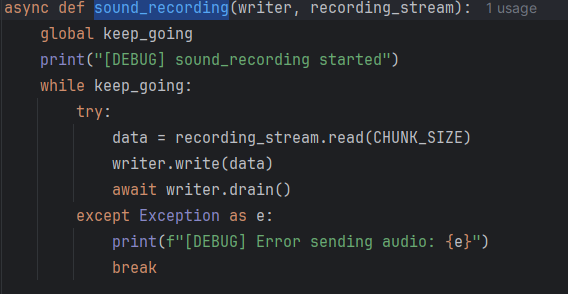 async def sound_recording(writer, recording_stream): 1 usage
    global keep_going
    print("[DEBUG] sound_recording started")
    while keep_going:
        try:
            data = recording_stream.read(CHUNK_SIZE)
            writer.write(data)
            await writer.drain()
        except Exception as e:
            print(f"[DEBUG] Error sending audio: {e}")
            break